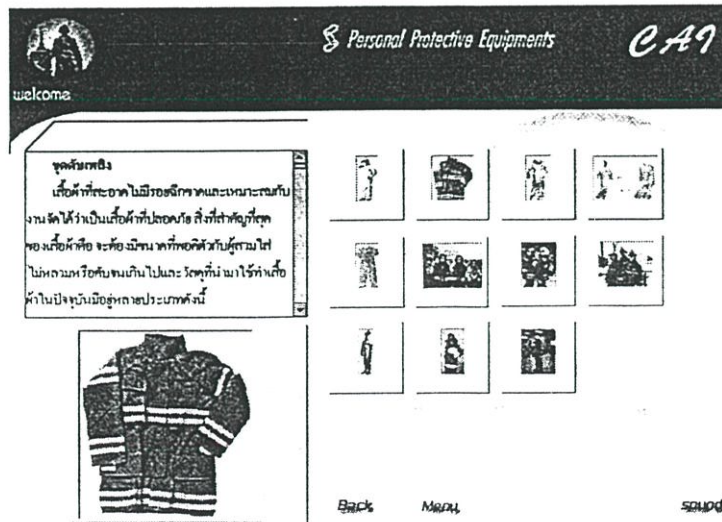 Personal Protective Equipments
CAI
welcome
ชุดดับเพลิง
เสื้อผ้าที่สะอาดไม่มีรอยฉีกขาดและเหมาะสมกับ
งานจัดได้ว่าเป็นเสื้อผ้าที่ปลอดภัย สิ่งที่สำคัญที่สุด
ของเสื้อผ้าคือ จะต้องมีขนาดที่พอดีตัวกับผู้สวมใส่
ไม่หลวมหรือคับจนเกินไปและวัสดุที่นำมาใช้ทำเสื้อ
ผ้าในปัจจุบันมีอยู่หลายประเภทดังนี้
Back
Menu
sound